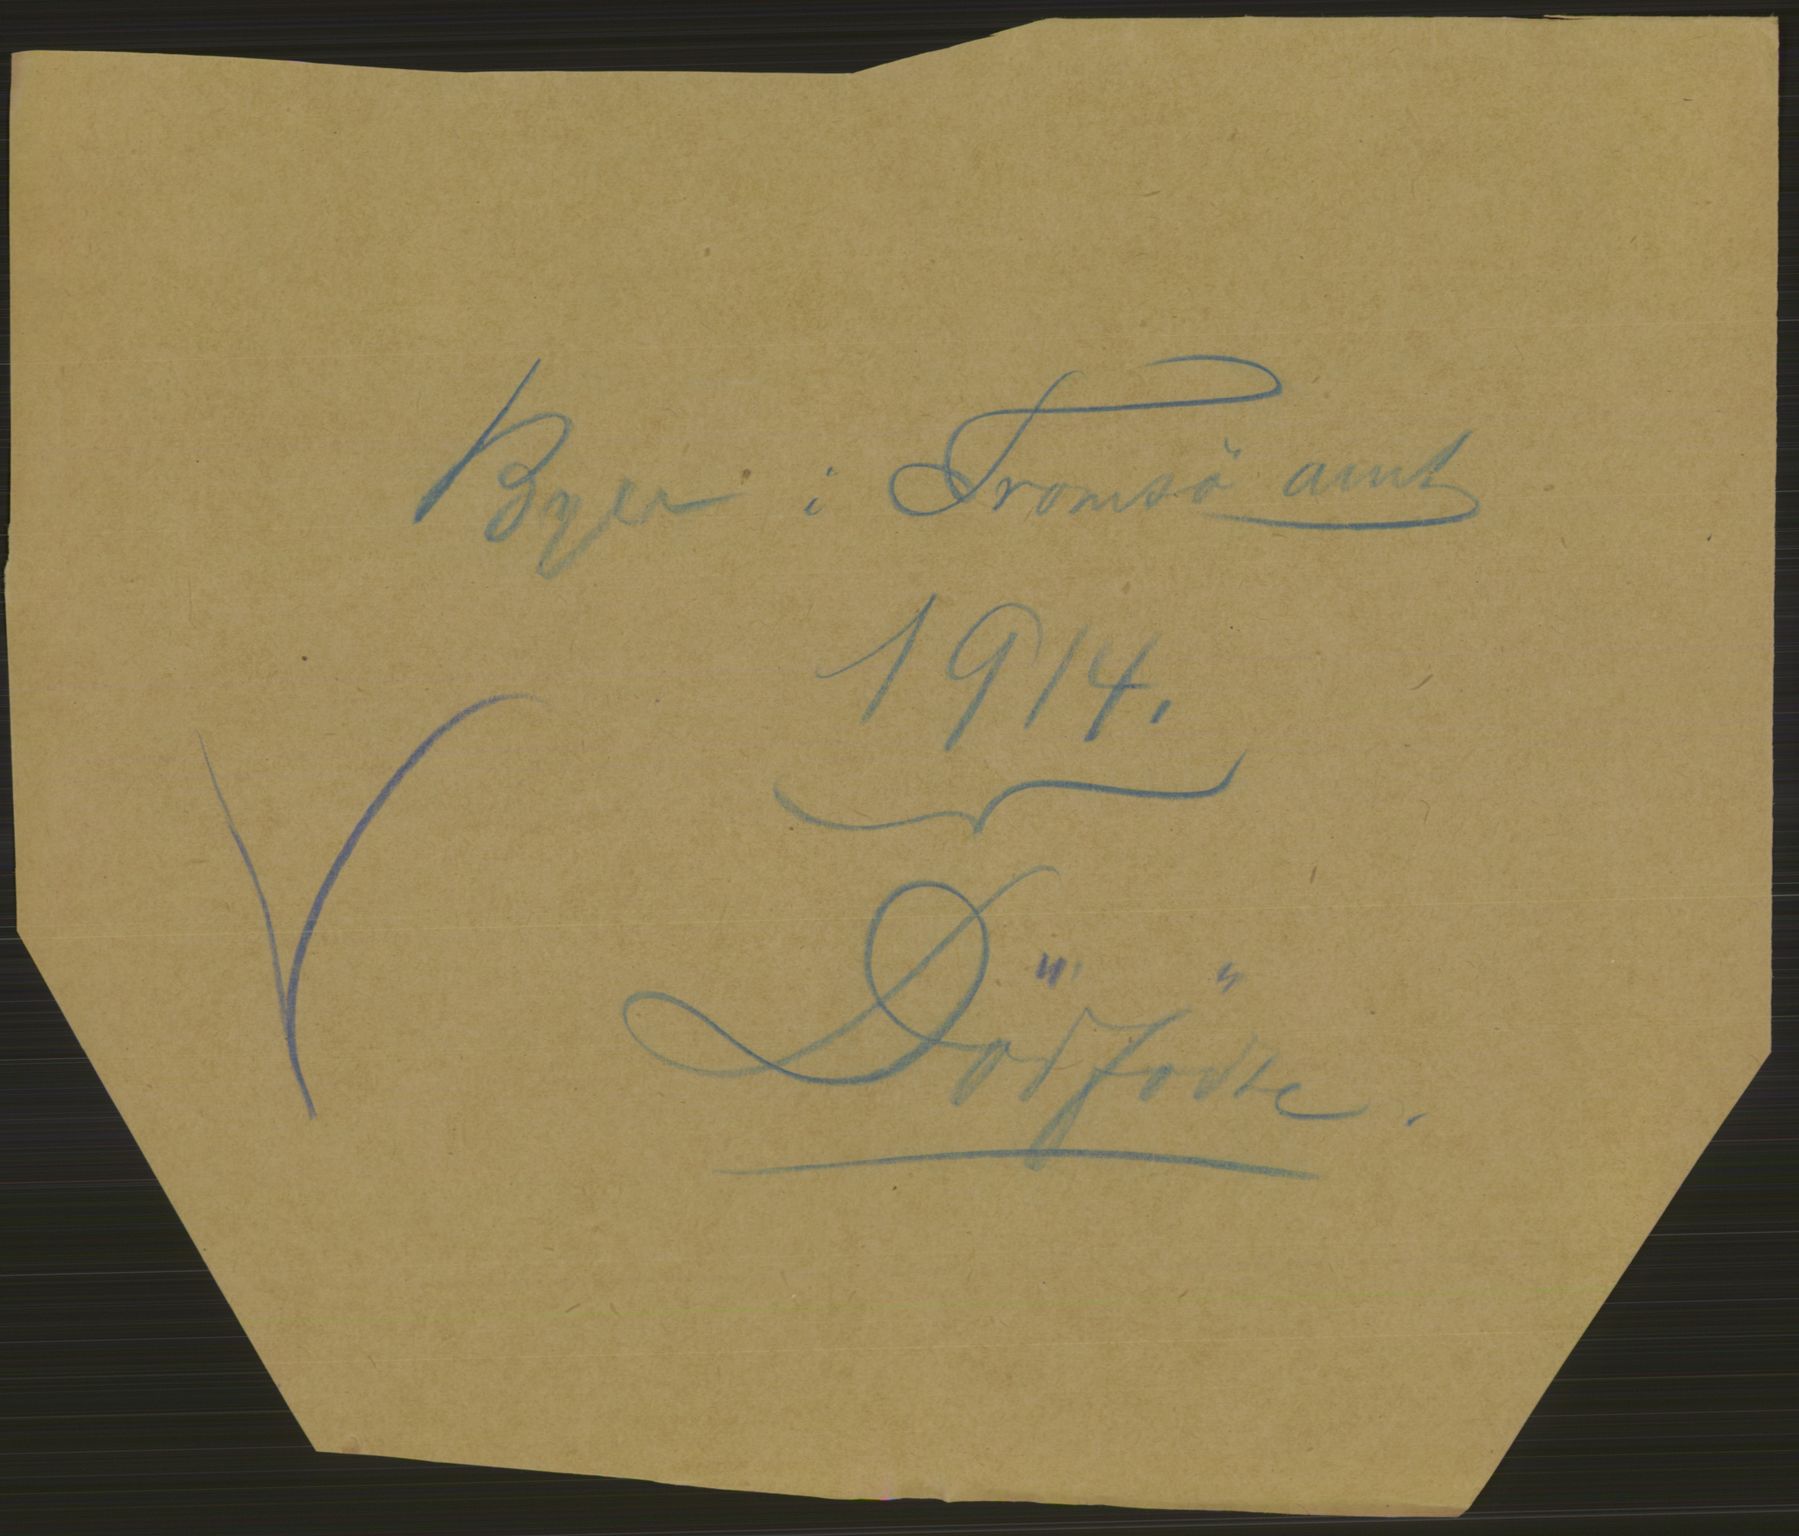 Byer i Tromsö amt
1914.
Dödfödte.